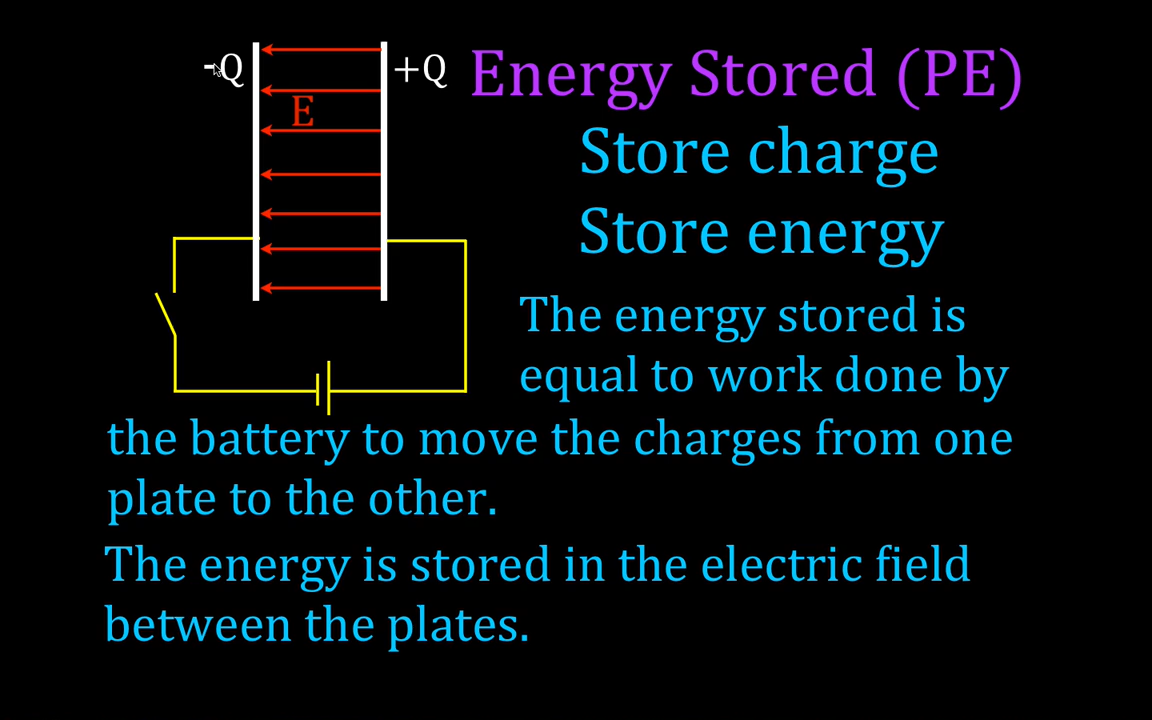 -Q
+Q
E
Energy Stored (PE)
Store charge
Store energy
The energy stored is
equal to work done by
the battery to move the charges from one
plate to the other.
The energy is stored in the electric field
between the plates.